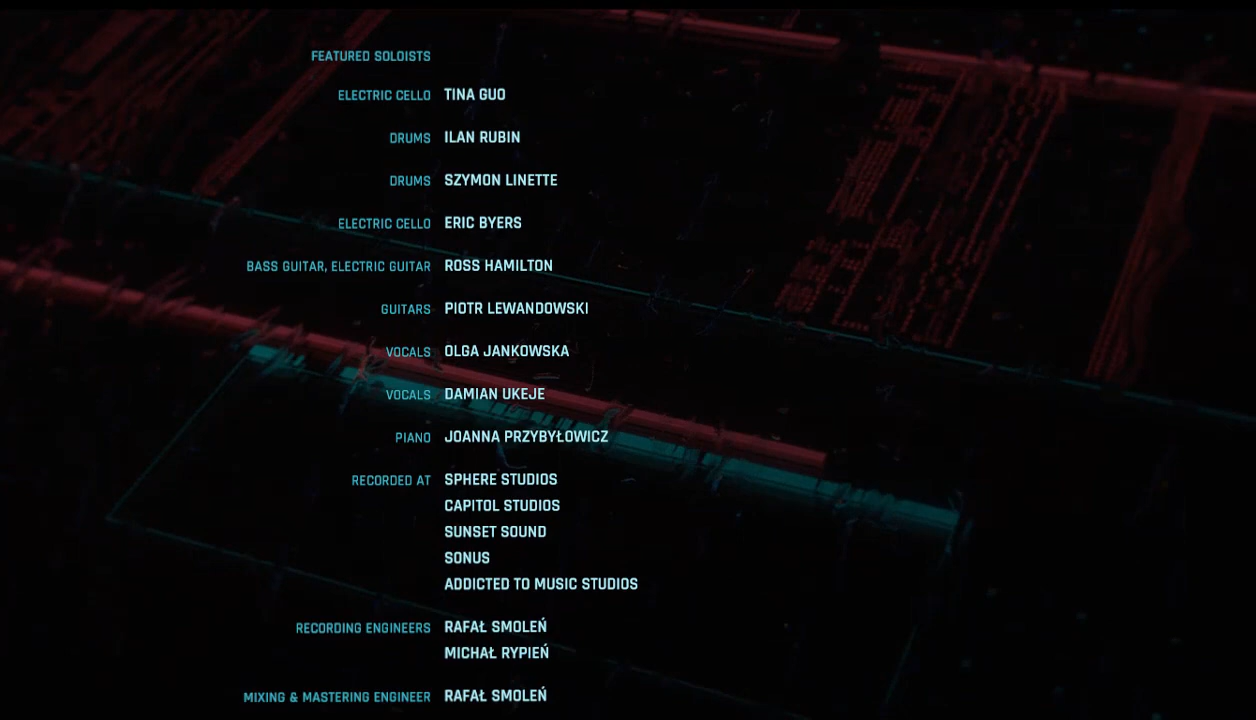 FEATURED SOLOISTS
ELECTRIC CELLO TINA GUO
DRUMS ILAN RUBIN
DRUMS SZYMON LINETTE
ELECTRIC CELLO ERIC BYERS
BASS GUITAR, ELECTRIC GUITAR ROSS HAMILTON
GUITARS PIOTR LEWANDOWSKI
VOCALS OLGA JANKOWSKA
VOCALS DAMIAN UKEJE
PIANO JOANNA PRZYBYŁOWICZ
RECORDED AT SPHERE STUDIOS
CAPITOL STUDIOS
SUNSET SOUND
SONUS
ADDICTED TO MUSIC STUDIOS
RECORDING ENGINEERS RAFAŁ SMOLEŃ
MICHAŁ RYPIEŃ
MIXING & MASTERING ENGINEER RAFAŁ SMOLEŃ